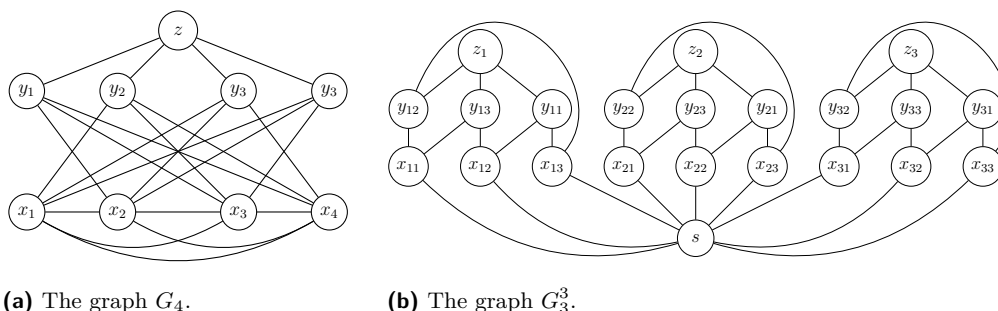 z
z₁ z₂ z₃
y₁ y₂ y₃ y₃
y₁₂ y₁₃ y₁₁ y₂₂ y₂₃ y₂₁ y₃₂ y₃₃ y₃₁
x₁₁ x₁₂ x₁₃ x₂₁ x₂₂ x₂₃ x₃₁ x₃₂ x₃₃
x₁ x₂ x₃ x₄
s
(a) The graph G₄.
(b) The graph G₃³.